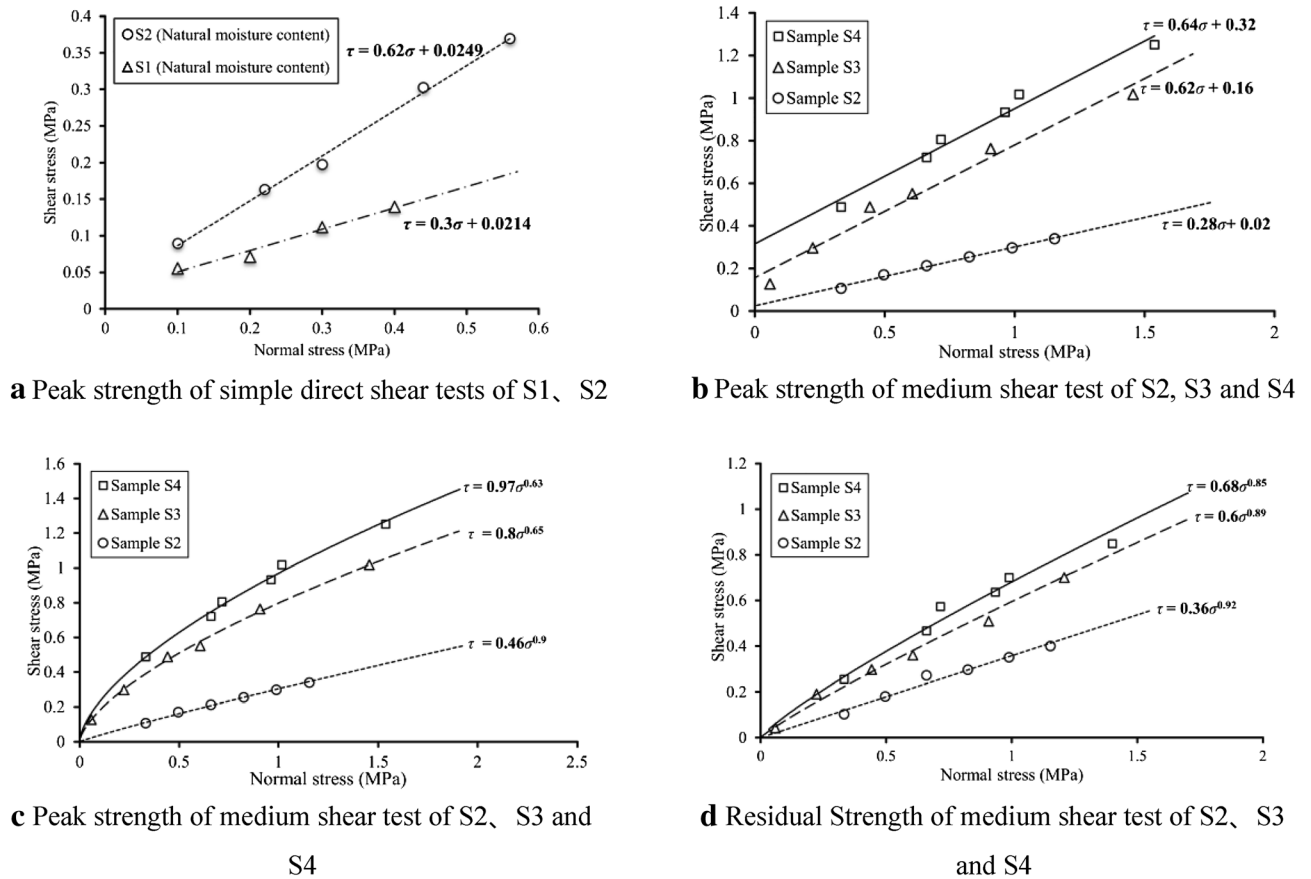 0.4
0.35
0.3
0.25
0.2
0.15
0.1
0.05
0
Shear stress (MPa)
S2 (Natural moisture content)
S1 (Natural moisture content)
τ = 0.62σ + 0.0249
τ = 0.3σ + 0.0214
0 0.1 0.2 0.3 0.4 0.5 0.6
Normal stress (MPa)
a Peak strength of simple direct shear tests of S1、S2
1.4
1.2
1
0.8
0.6
0.4
0.2
0
Shear stress (MPa)
Sample S4
Sample S3
Sample S2
τ = 0.64σ + 0.32
τ = 0.62σ + 0.16
τ = 0.28σ + 0.02
0 0.5 1 1.5 2
Normal stress (MPa)
b Peak strength of medium shear test of S2, S3 and S4
1.6
1.4
1.2
1
0.8
0.6
0.4
0.2
0
Shear stress (MPa)
Sample S4
Sample S3
Sample S2
τ = 0.97σ^0.63
τ = 0.8σ^0.65
τ = 0.46σ^0.9
0 0.5 1 1.5 2 2.5
Normal stress (MPa)
c Peak strength of medium shear test of S2、S3 and
S4
1.2
1
0.8
0.6
0.4
0.2
0
Shear stress (MPa)
Sample S4
Sample S3
Sample S2
τ = 0.68σ^0.85
τ = 0.6σ^0.89
τ = 0.36σ^0.92
0 0.5 1 1.5 2
Normal stress (MPa)
d Residual Strength of medium shear test of S2、S3
and S4